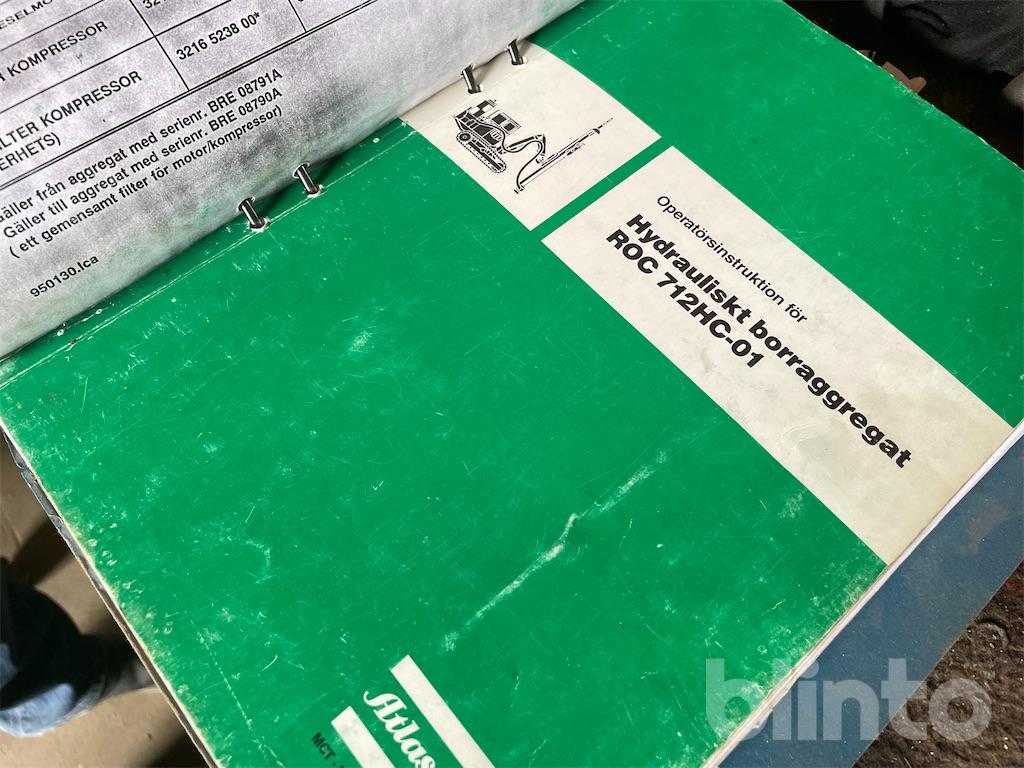 KOMPRESSOR
KOMPRESSOR
3216 5238 00*
Gäller från aggregat med serienr. BRE 08791A
Gäller till aggregat med serienr. BRE 08790A
( ett gemensamt filter för motor/kompressor)
950130.lca
Operatörsinstruktion för
Hydrauliskt borraggregat
ROC 712HC-01
Atlas
MCT
blinto